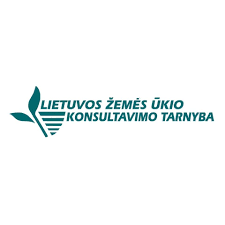 LIETUVOS ŽEMĖS ŪKIO
KONSULTAVIMO TARNYBA